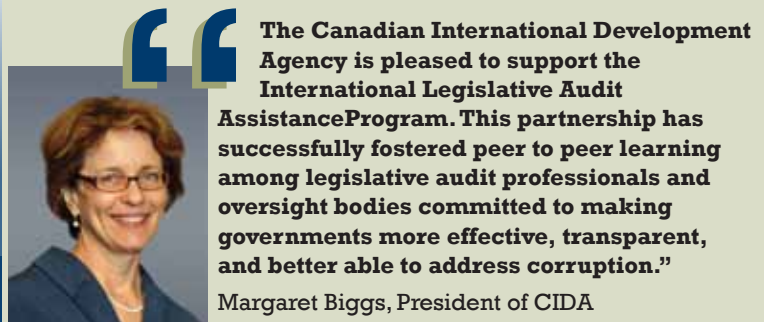 “The Canadian International Development
Agency is pleased to support the
International Legislative Audit
AssistanceProgram. This partnership has
successfully fostered peer to peer learning
among legislative audit professionals and
oversight bodies committed to making
governments more effective, transparent,
and better able to address corruption.”
Margaret Biggs, President of CIDA